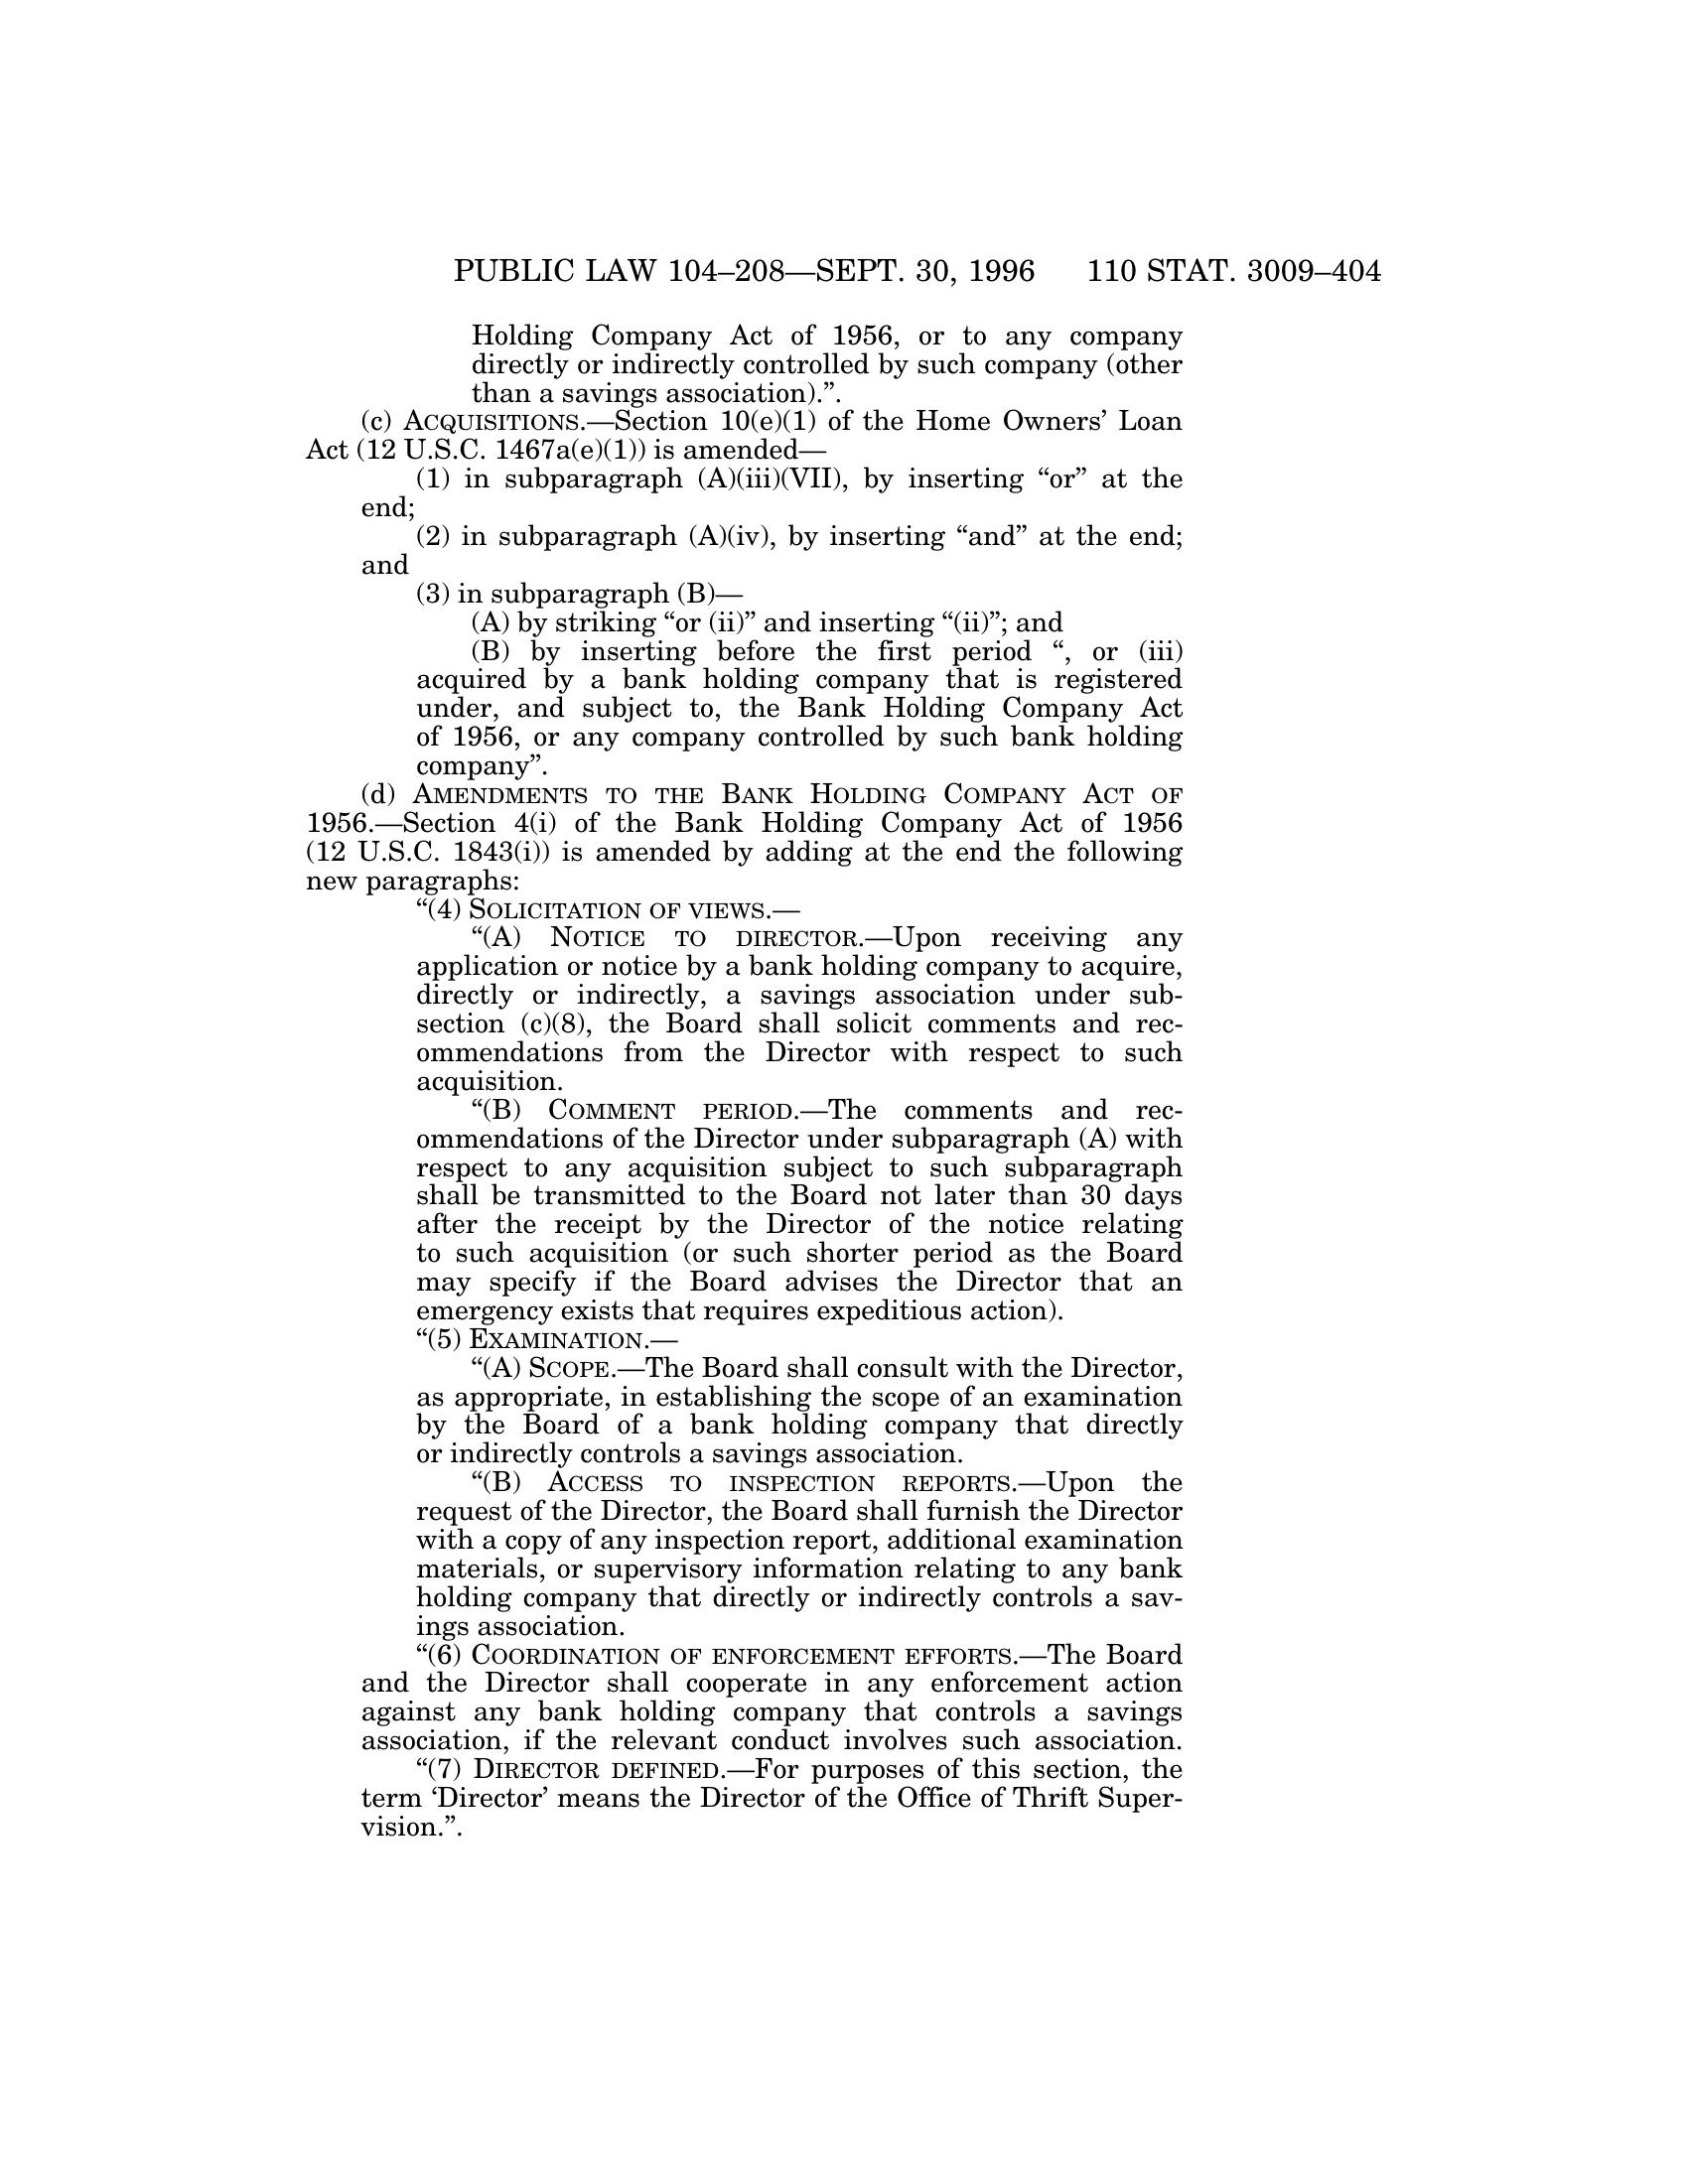 PUBLIC LAW 104–208—SEPT. 30, 1996 110 STAT. 3009–404
Holding Company Act of 1956, or to any company
directly or indirectly controlled by such company (other
than a savings association).”.
(c) ACQUISITIONS.—Section 10(e)(1) of the Home Owners’ Loan
Act (12 U.S.C. 1467a(e)(1)) is amended—
(1) in subparagraph (A)(iii)(VII), by inserting “or” at the
end;
(2) in subparagraph (A)(iv), by inserting “and” at the end;
and
(3) in subparagraph (B)—
(A) by striking “or (ii)” and inserting “(ii)”; and
(B) by inserting before the first period “, or (iii)
acquired by a bank holding company that is registered
under, and subject to, the Bank Holding Company Act
of 1956, or any company controlled by such bank holding
company”.
(d) AMENDMENTS TO THE BANK HOLDING COMPANY ACT OF
1956.—Section 4(i) of the Bank Holding Company Act of 1956
(12 U.S.C. 1843(i)) is amended by adding at the end the following
new paragraphs:
“(4) SOLICITATION OF VIEWS.—
“(A) NOTICE TO DIRECTOR.—Upon receiving any
application or notice by a bank holding company to acquire,
directly or indirectly, a savings association under sub-
section (c)(8), the Board shall solicit comments and rec-
ommendations from the Director with respect to such
acquisition.
“(B) COMMENT PERIOD.—The comments and rec-
ommendations of the Director under subparagraph (A) with
respect to any acquisition subject to such subparagraph
shall be transmitted to the Board not later than 30 days
after the receipt by the Director of the notice relating
to such acquisition (or such shorter period as the Board
may specify if the Board advises the Director that an
emergency exists that requires expeditious action).
“(5) EXAMINATION.—
“(A) SCOPE.—The Board shall consult with the Director,
as appropriate, in establishing the scope of an examination
by the Board of a bank holding company that directly
or indirectly controls a savings association.
“(B) ACCESS TO INSPECTION REPORTS.—Upon the
request of the Director, the Board shall furnish the Director
with a copy of any inspection report, additional examination
materials, or supervisory information relating to any bank
holding company that directly or indirectly controls a sav-
ings association.
“(6) COORDINATION OF ENFORCEMENT EFFORTS.—The Board
and the Director shall cooperate in any enforcement action
against any bank holding company that controls a savings
association, if the relevant conduct involves such association.
“(7) DIRECTOR DEFINED.—For purposes of this section, the
term ‘Director’ means the Director of the Office of Thrift Super-
vision.”.